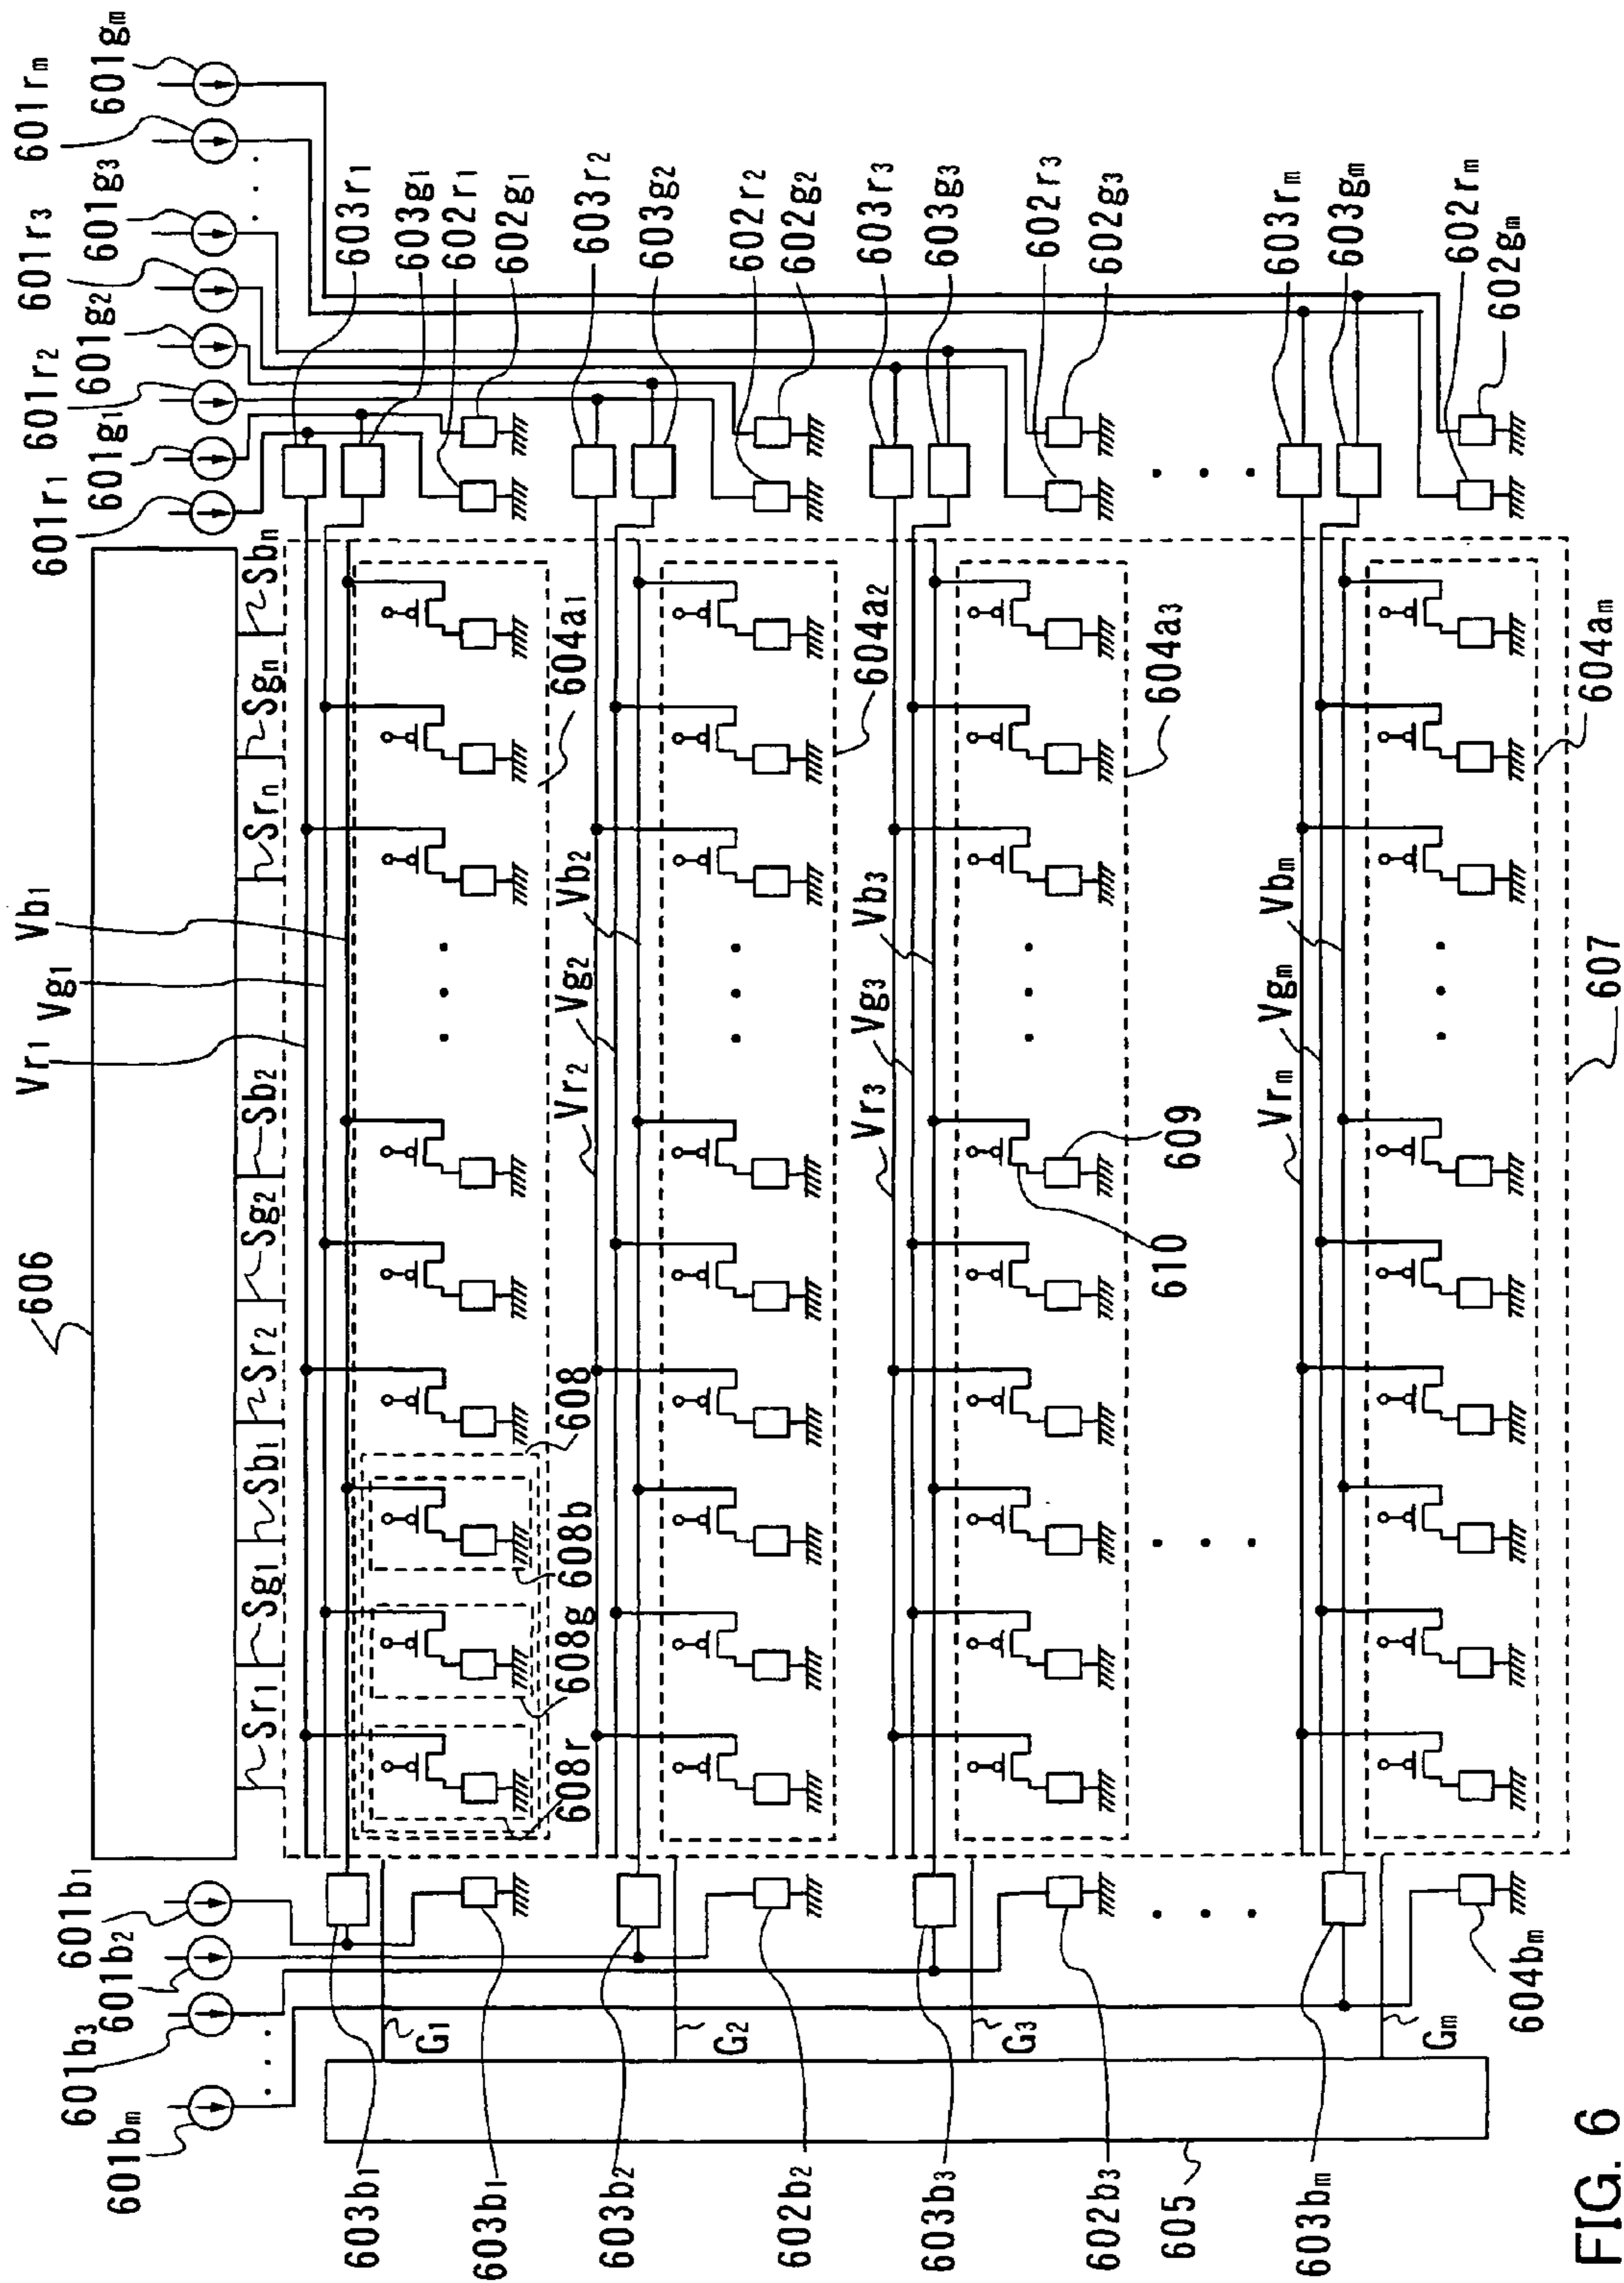 601r1
601g1
601r2
601g2
601r3
601g3
601rm
601gm
601b1
601b2
601b3
601bm
606
Sr1
Sg1
Sb1
Sr2
Sg2
Sb2
Srn
Sgn
Sbn
Vr1
Vg1
Vb1
603r1
603g1
602r1
602g1
603b1
603b1
G1
608r
608g
608b
608
604a1
Vr2
Vg2
Vb2
603r2
603g2
602r2
602g2
603b2
602b2
G2
604a2
Vr3
Vg3
Vb3
603r3
603g3
602r3
602g3
603b3
602b3
G3
610
609
604a3
605
Vrm
Vgm
Vbm
603rm
603gm
602rm
602gm
603bm
604bm
Gm
604am
607
FIG. 6